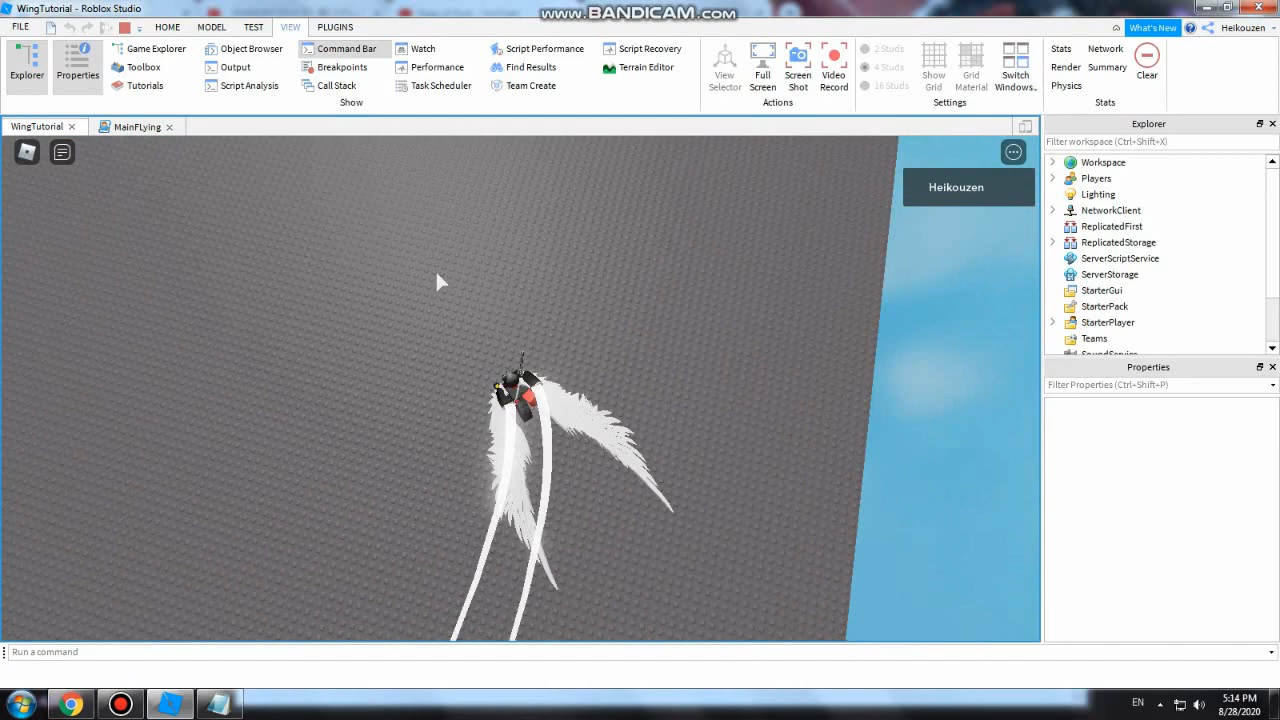 WingTutorial - Roblox Studio
www.BANDICAM.com
FILE HOME MODEL TEST VIEW PLUGINS What's New Heikouzen
Explorer Properties
Game Explorer Object Browser Command Bar Watch Script Performance Script Recovery
Toolbox Output Breakpoints Performance Find Results Terrain Editor
Tutorials Script Analysis Call Stack Task Scheduler Team Create
Show
View Selector Full Screen Screen Shot Video Record
Actions
2 Studs
4 Studs
16 Studs
Show Grid Grid Material Switch Windows...
Settings
Stats Network
Render Summary
Physics
Clear
Stats
WingTutorial MainFlying
Heikouzen
Explorer
Filter workspace (Ctrl+Shift+X)
Workspace
Players
Lighting
NetworkClient
ReplicatedFirst
ReplicatedStorage
ServerScriptService
ServerStorage
StarterGui
StarterPack
StarterPlayer
Teams
SoundService
Properties
Filter Properties (Ctrl+Shift+P)
Run a command
EN
5:14 PM
8/28/2020